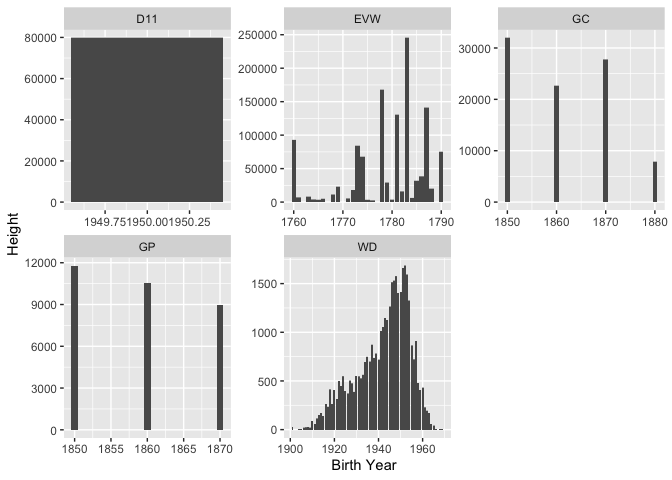 D11
EVW
GC
80000
60000
40000
20000
0
1949.75 1950.00 1950.25
250000
200000
150000
100000
50000
0
1760 1770 1780 1790
30000
20000
10000
0
1850 1860 1870 1880
Height
GP
WD
12000
9000
6000
3000
0
1850 1855 1860 1865 1870
1500
1000
500
0
1900 1920 1940 1960
Birth Year